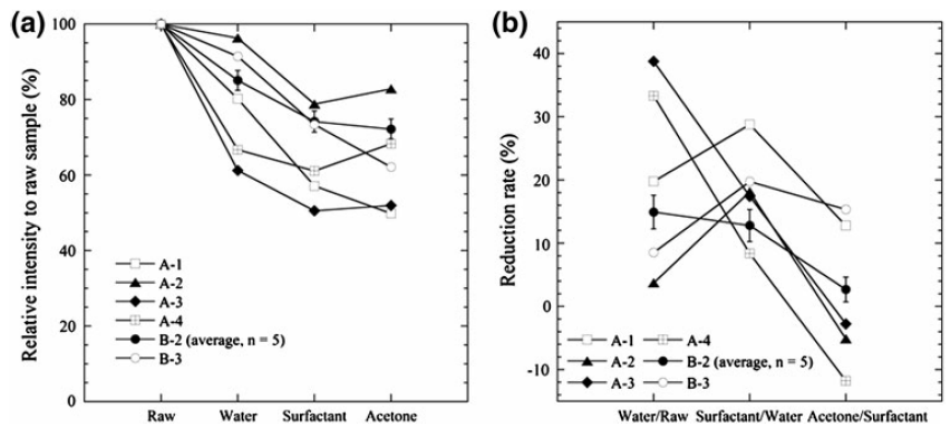 (a)
Relative intensity to raw sample (%)
100
80
60
40
20
0
A-1
A-2
A-3
A-4
B-2 (average, n = 5)
B-3
Raw Water Surfactant Acetone
(b)
Reduction rate (%)
40
30
20
10
0
-10
A-1 A-4
A-2 B-2 (average, n = 5)
A-3 B-3
Water/Raw Surfactant/Water Acetone/Surfactant